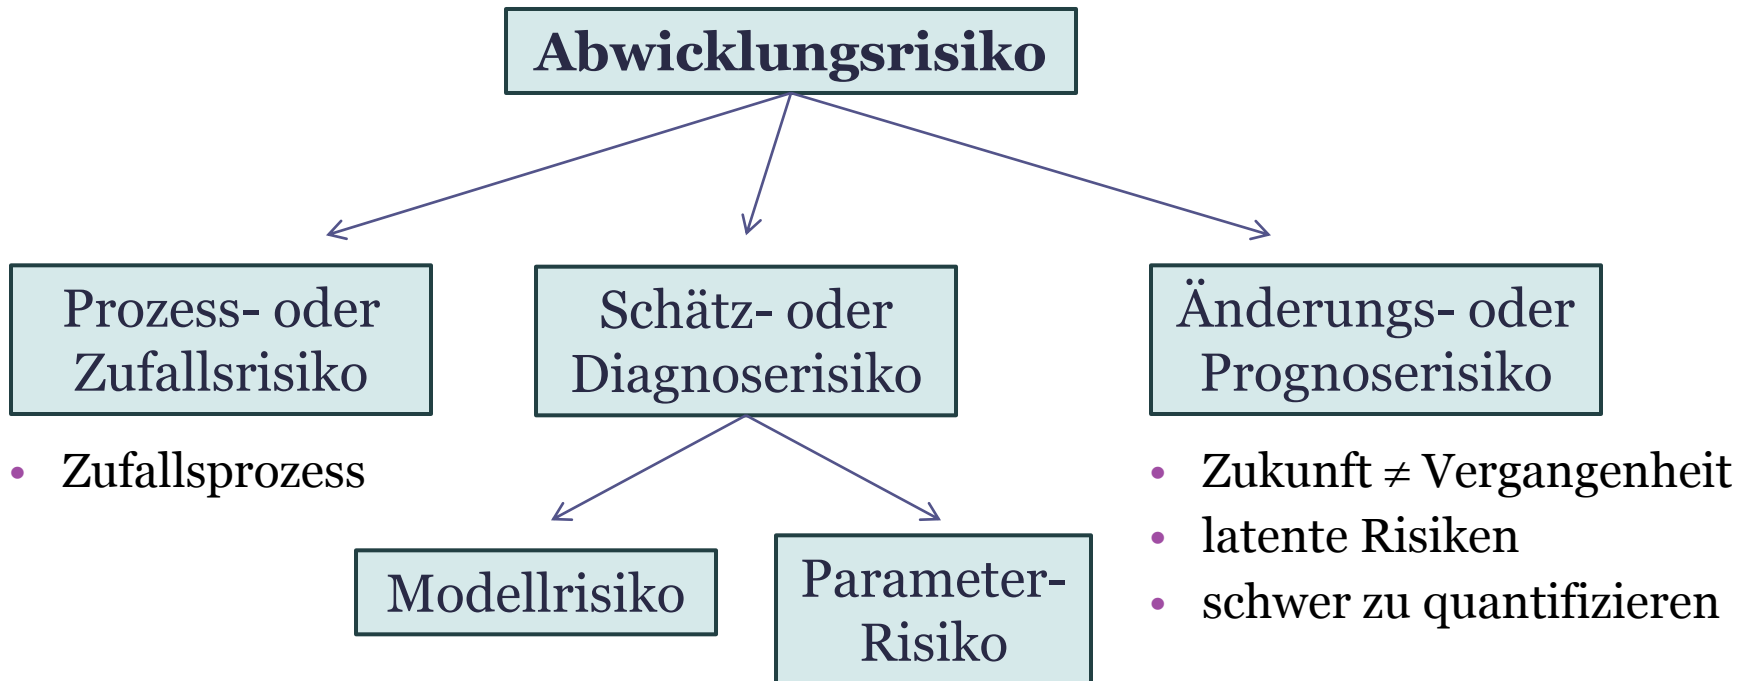 Abwicklungsrisiko
Prozess- oder
Zufallsrisiko
Schätz- oder
Diagnoserisiko
Änderungs- oder
Prognoserisiko
• Zufallsprozess
• Zukunft ≠ Vergangenheit
• latente Risiken
• schwer zu quantifizieren
Modellrisiko
Parameter-
Risiko